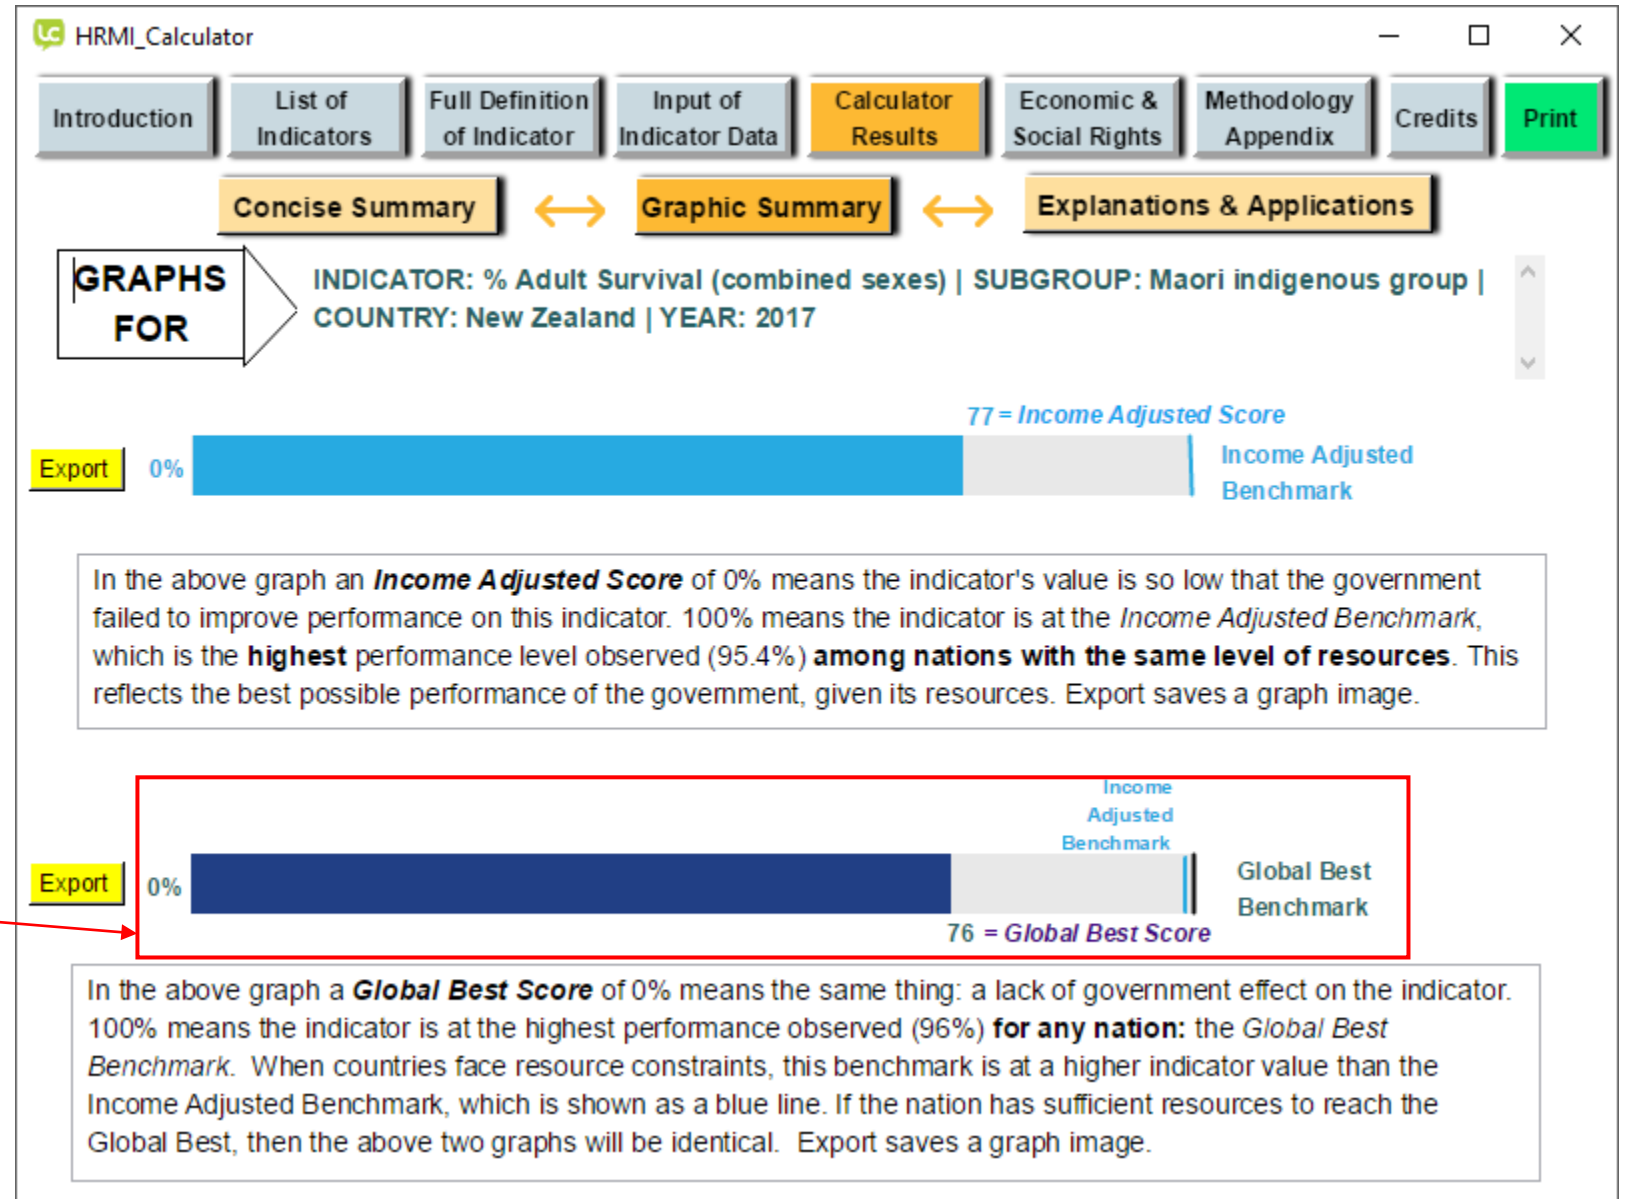 HRMI_Calculator
Introduction
List of
Indicators
Full Definition
of Indicator
Input of
Indicator Data
Calculator
Results
Economic &
Social Rights
Methodology
Appendix
Credits
Print
Concise Summary
Graphic Summary
Explanations & Applications
GRAPHS
FOR
INDICATOR: % Adult Survival (combined sexes) | SUBGROUP: Maori indigenous group |
COUNTRY: New Zealand | YEAR: 2017
77 = Income Adjusted Score
Export
0%
Income Adjusted
Benchmark
In the above graph an Income Adjusted Score of 0% means the indicator's value is so low that the government
failed to improve performance on this indicator. 100% means the indicator is at the Income Adjusted Benchmark,
which is the highest performance level observed (95.4%) among nations with the same level of resources. This
reflects the best possible performance of the government, given its resources. Export saves a graph image.
Income
Adjusted
Benchmark
Export
0%
Global Best
Benchmark
76 = Global Best Score
In the above graph a Global Best Score of 0% means the same thing: a lack of government effect on the indicator.
100% means the indicator is at the highest performance observed (96%) for any nation: the Global Best
Benchmark. When countries face resource constraints, this benchmark is at a higher indicator value than the
Income Adjusted Benchmark, which is shown as a blue line. If the nation has sufficient resources to reach the
Global Best, then the above two graphs will be identical. Export saves a graph image.